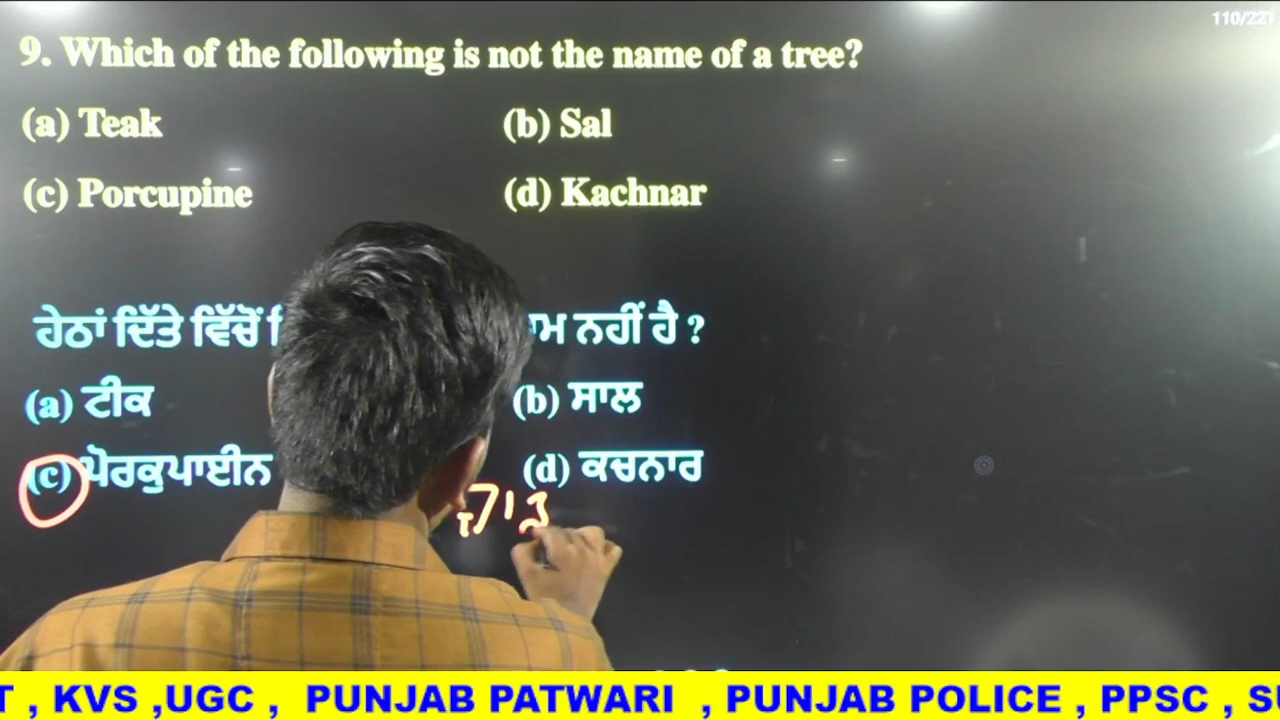 110/221
9. Which of the following is not the name of a tree?
(a) Teak (b) Sal
(c) Porcupine (d) Kachnar
ਹੇਠਾਂ ਦਿੱਤੇ ਵਿੱਚੋਂ ਨਹੀਂ ਹੈ ?
(a) ਟੀਕ (b) ਸਾਲ
(c) ਪੋਰਕੁਪਾਈਨ (d) ਕਚਨਾਰ
T , KVS ,UGC , PUNJAB PATWARI , PUNJAB POLICE , PPSC , S